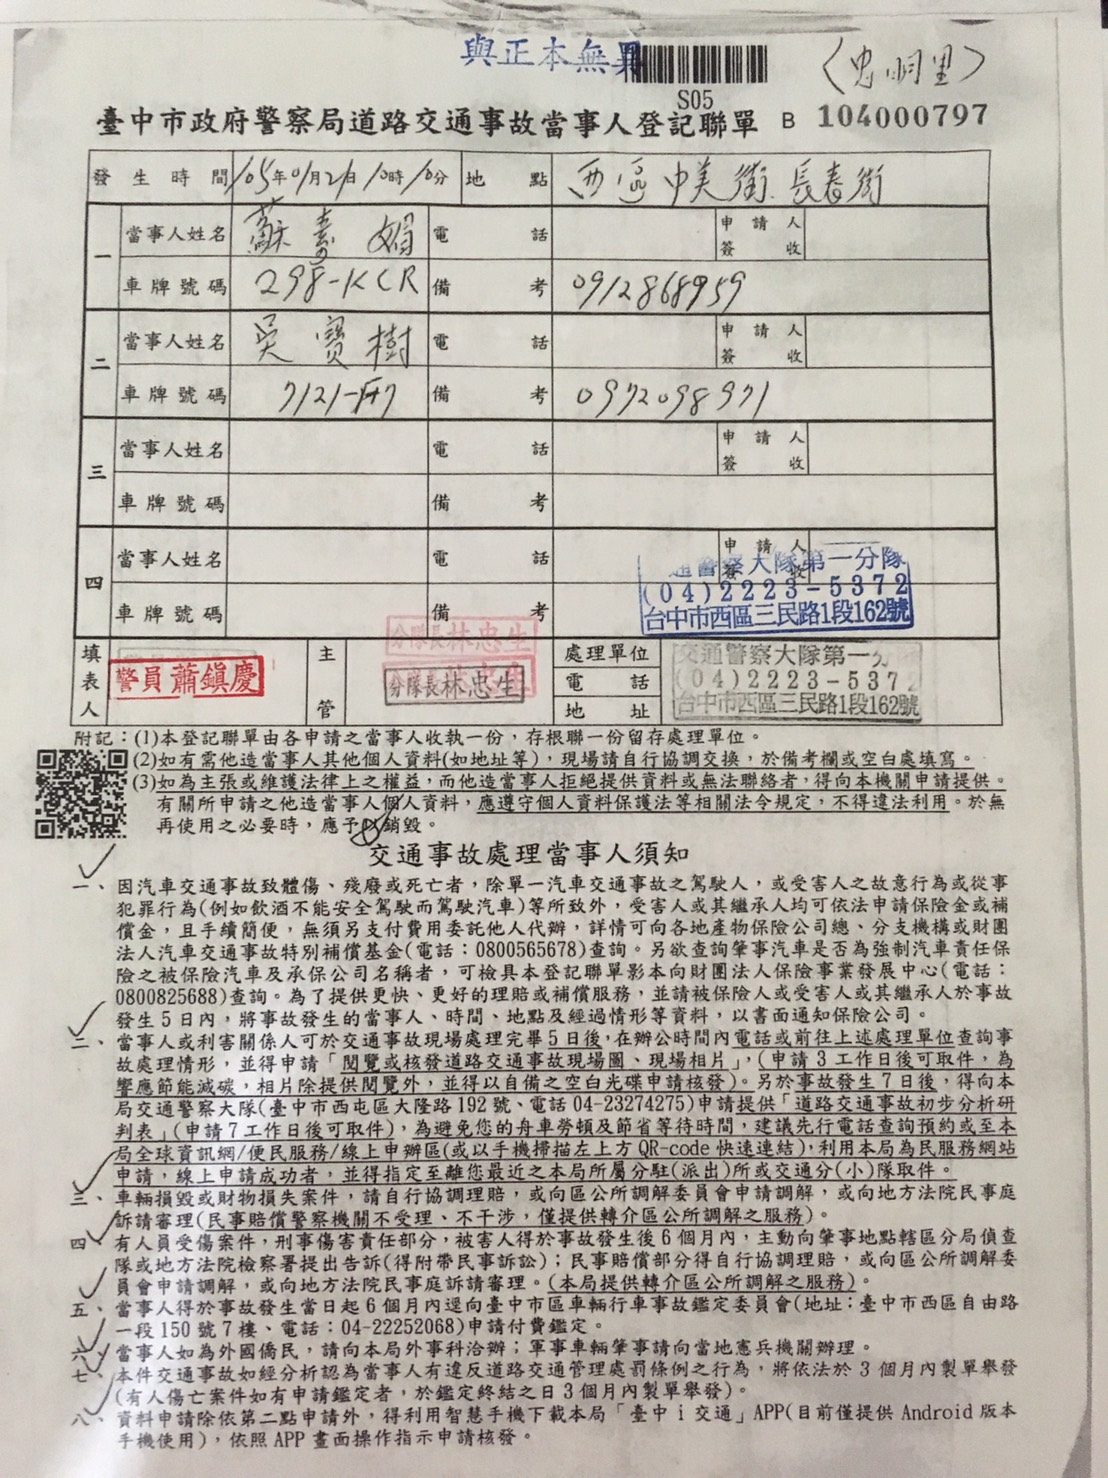 與正本無異
S05
〈忠明里〉
臺中市政府警察局道路交通事故當事人登記聯單 B 104000797
發生時間 105年01月21日10時10分 地點 西區中美街.長春街
一 當事人姓名 蘇素娟 電話 申請人簽收
車牌號碼 298-KCR 備考 0912868959
二 當事人姓名 吳寶樹 電話 申請人簽收
車牌號碼 7121-H7 備考 0972098971
三 當事人姓名 電話 申請人簽收
車牌號碼 備考
四 當事人姓名 電話 申請人簽收
車牌號碼 備考
通警察大隊第一分隊
(04)2223-5372
台中市西區三民路1段162號
分隊長林忠生
填表人 警員蕭鎮慶 主管 分隊長林忠生 處理單位 交通警察大隊第一分
電話 (04)2223-5372
地址 台中市西區三民路1段162號
附記：(1)本登記聯單由各申請之當事人收執一份，存根聯一份留存處理單位。
(2)如有需他造當事人其他個人資料(如地址等)，現場請自行協調交換，於備考欄或空白處填寫。
(3)如為主張或維護法律上之權益，而他造當事人拒絕提供資料或無法聯絡者，得向本機關申請提供。
有關所申請之他造當事人個人資料，應遵守個人資料保護法等相關法令規定，不得違法利用。於無
再使用之必要時，應予以銷毀。
交通事故處理當事人須知
一、因汽車交通事故致體傷、殘廢或死亡者，除單一汽車交通事故之駕駛人，或受害人之故意行為或從事
犯罪行為(例如飲酒不能安全駕駛而駕駛汽車)等所致外，受害人或其繼承人均可依法申請保險金或補
償金，且手續簡便，無須另支付費用委託他人代辦，詳情可向各地產物保險公司總、分支機構或財團
法人汽車交通事故特別補償基金(電話：0800565678)查詢。另欲查詢肇事汽車是否為強制汽車責任保
險之被保險汽車及承保公司名稱者，可檢具本登記聯單影本向財團法人保險事業發展中心(電話：
0800825688)查詢。為了提供更快、更好的理賠或補償服務，並請被保險人或受害人或其繼承人於事故
發生5日內，將事故發生的當事人、時間、地點及經過情形等資料，以書面通知保險公司。
二、當事人或利害關係人可於交通事故現場處理完畢5日後，在辦公時間內電話或前往上述處理單位查詢事
故處理情形，並得申請「閱覽或核發道路交通事故現場圖、現場相片」，(申請3工作日後可取件，為
響應節能減碳，相片除提供閱覽外，並得以自備之空白光碟申請核發)。另於事故發生7日後，得向本
局交通警察大隊(臺中市西屯區大隆路192號、電話04-23274275)申請提供「道路交通事故初步分析研
判表」(申請7工作日後可取件)，為避免您的舟車勞頓及節省等待時間，建議先行電話查詢預約或至本
局全球資訊網/便民服務/線上申辦區(或以手機掃描左上方QR-code快速連結)，利用本局為民服務網站
申請，線上申請成功者，並得指定至離您最近之本局所屬分駐(派出)所或交通分(小)隊取件。
三、車輛損毀或財物損失案件，請自行協調理賠，或向區公所調解委員會申請調解，或向地方法院民事庭
訴請審理(民事賠償警察機關不受理、不干涉，僅提供轉介區公所調解之服務)。
四、有人員受傷案件，刑事傷害責任部分，被害人得於事故發生後6個月內，主動向肇事地點轄區分局偵查
隊或地方法院檢察署提出告訴(得附帶民事訴訟)；民事賠償部分得自行協調理賠，或向區公所調解委
員會申請調解，或向地方法院民事庭訴請審理。(本局提供轉介區公所調解之服務)。
五、當事人得於事故發生當日起6個月內逕向臺中市區車輛行車事故鑑定委員會(地址：臺中市西區自由路
一段150號7樓、電話：04-22252068)申請付費鑑定。
六、當事人如為外國僑民，請向本局外事科洽辦；軍事車輛肇事請向當地憲兵機關辦理。
七、本件交通事故如經分析認為當事人有違反道路交通管理處罰條例之行為，將依法於3個月內製單舉發
(有人傷亡案件如有申請鑑定者，於鑑定終結之日3個月內製單舉發)。
八、資料申請除依第二點申請外，得利用智慧手機下載本局「臺中i交通」APP(目前僅提供Android版本
手機使用)，依照APP畫面操作指示申請核發。